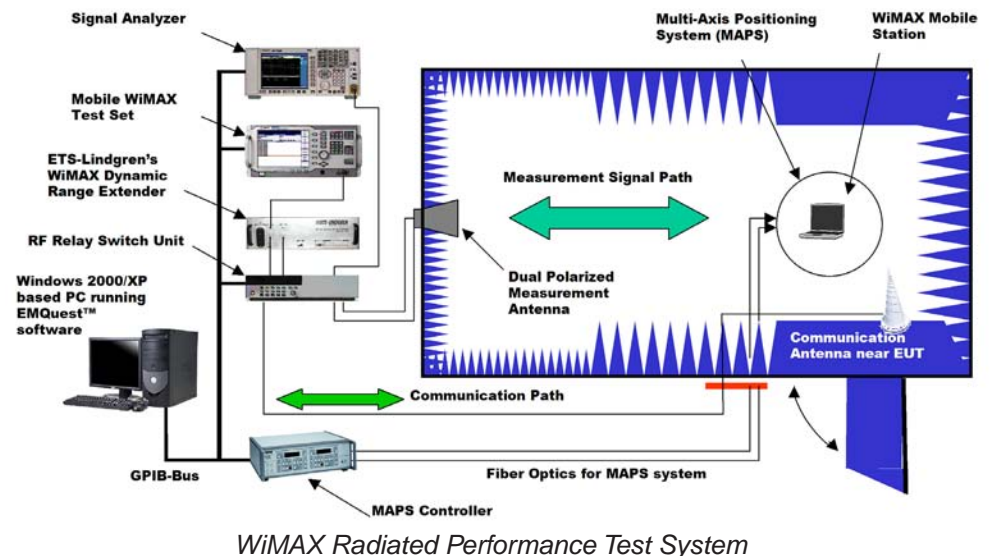 Signal Analyzer
Mobile WiMAX
Test Set
ETS-Lindgren's
WiMAX Dynamic
Range Extender
RF Relay Switch Unit
Windows 2000/XP
based PC running
EMQuest™
software
Multi-Axis Positioning
System (MAPS)
WiMAX Mobile
Station
Measurement Signal Path
Dual Polarized
Measurement
Antenna
Communication
Antenna near EUT
Communication Path
GPIB-Bus
Fiber Optics for MAPS system
MAPS Controller
WiMAX Radiated Performance Test System